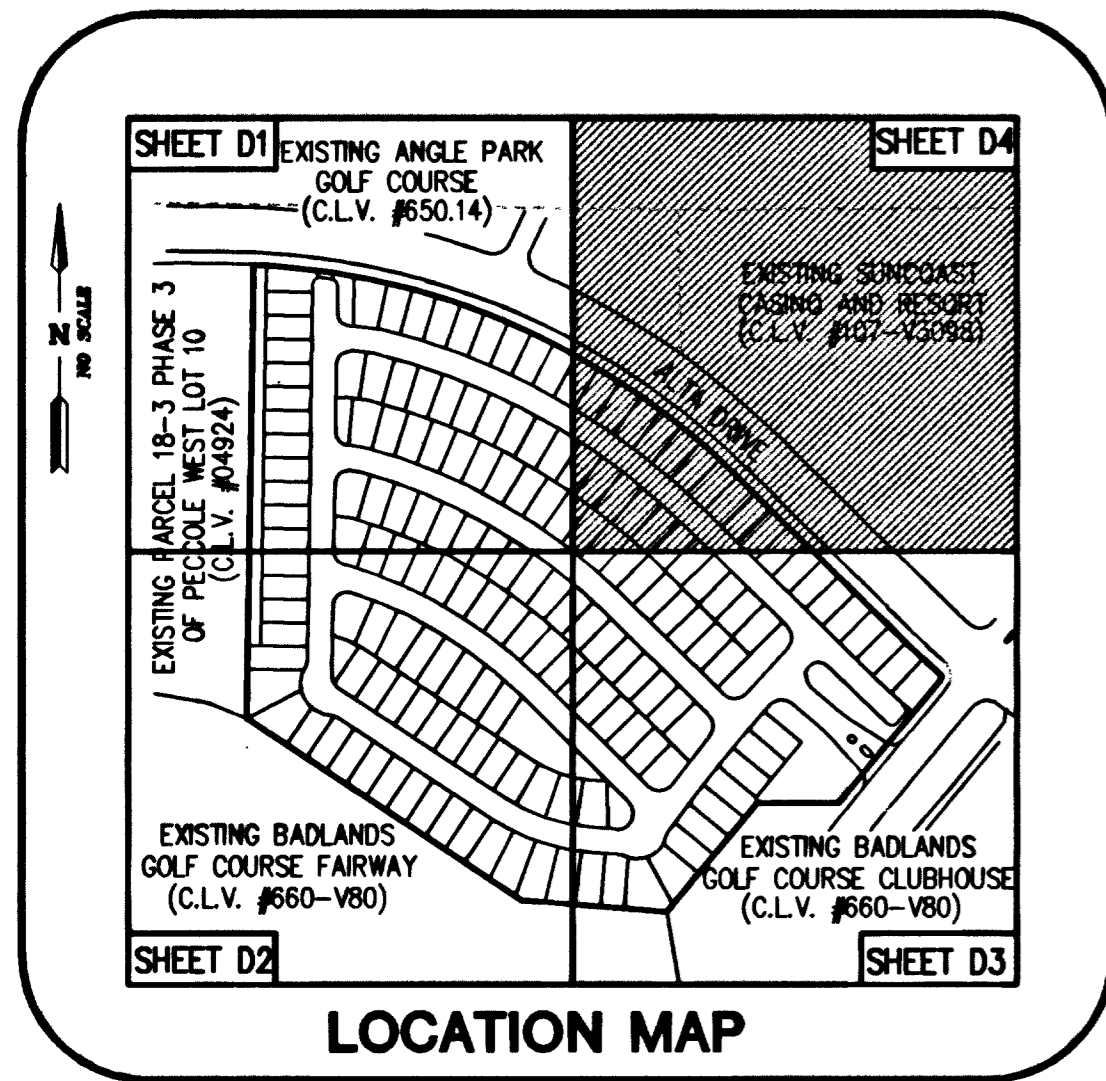 SHEET D1
EXISTING ANGLE PARK
GOLF COURSE
(C.L.V. #650.14)
SHEET D4
EXISTING SUNCOAST
CASINO AND RESORT
(C.L.V. #107-V3098)
N
NO SCALE
EXISTING PARCEL 18-3 PHASE 3
OF PECCOLE WEST LOT 10
(C.L.V. #04924)
ALTA DRIVE
EXISTING BADLANDS
GOLF COURSE FAIRWAY
(C.L.V. #660-V80)
EXISTING BADLANDS
GOLF COURSE CLUBHOUSE
(C.L.V. #660-V80)
SHEET D2
SHEET D3
LOCATION MAP